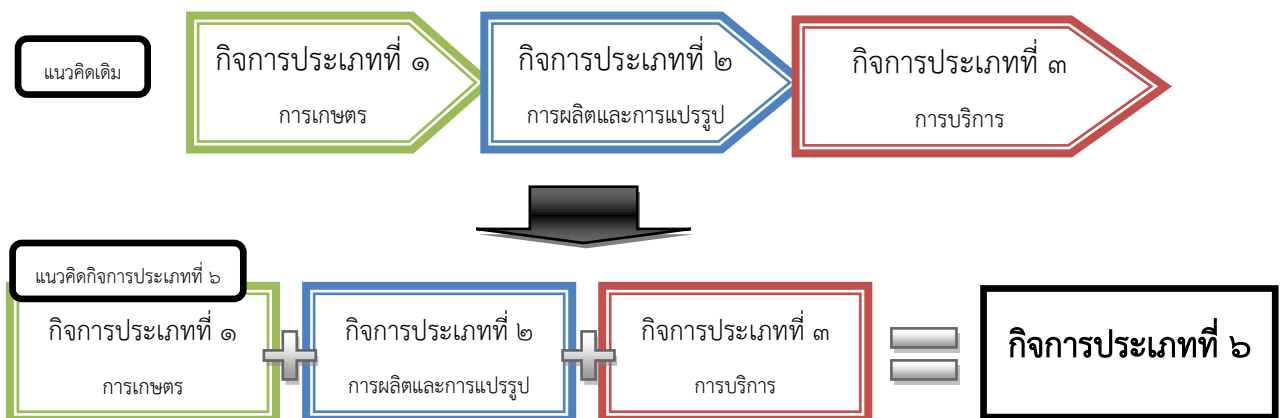 แนวคิดเดิม
กิจการประเภทที่ ๑
การเกษตร
กิจการประเภทที่ ๒
การผลิตและการแปรรูป
กิจการประเภทที่ ๓
การบริการ
แนวคิดกิจการประเภทที่ ๖
กิจการประเภทที่ ๑
การเกษตร
กิจการประเภทที่ ๒
การผลิตและการแปรรูป
กิจการประเภทที่ ๓
การบริการ
กิจการประเภทที่ ๖